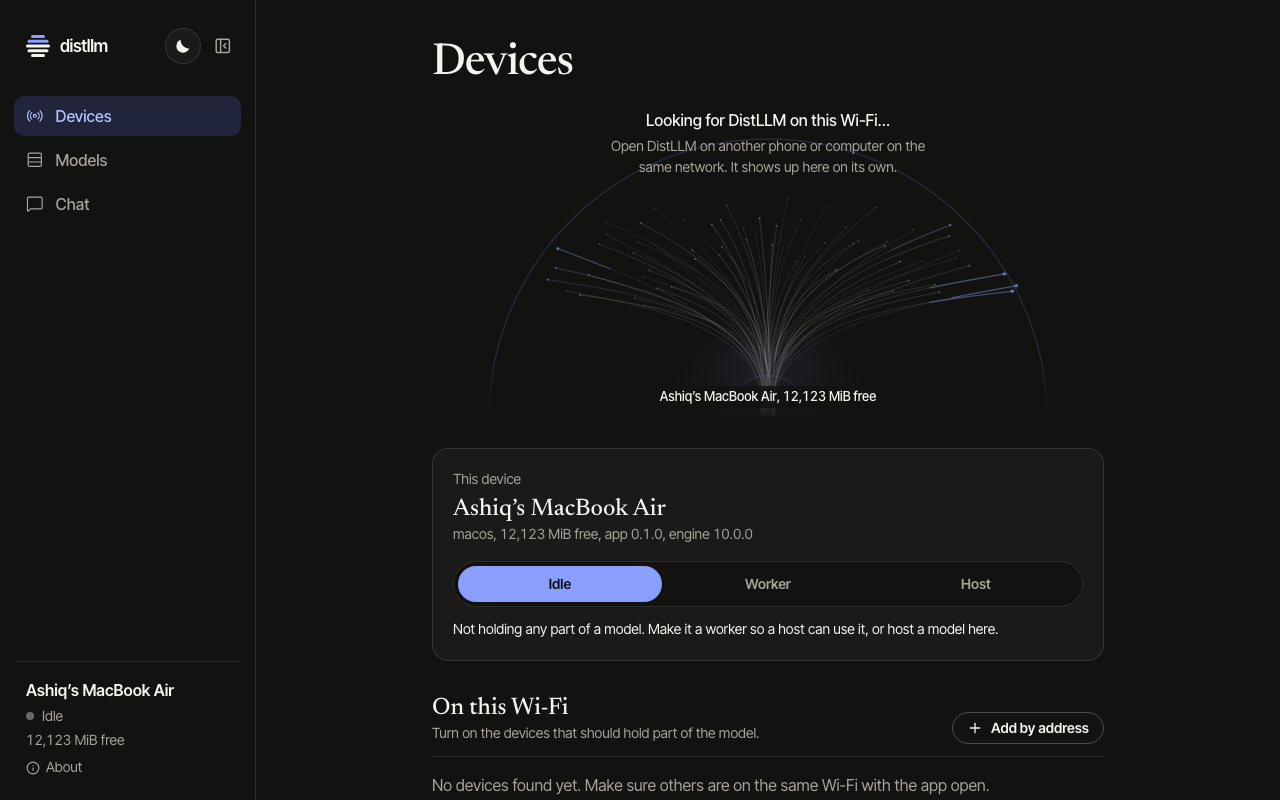 distllm
Devices
Models
Chat
Ashiq’s MacBook Air
Idle
12,123 MiB free
About
Devices
Looking for DistLLM on this Wi-Fi…
Open DistLLM on another phone or computer on the
same network. It shows up here on its own.
Ashiq’s MacBook Air, 12,123 MiB free
This device
Ashiq’s MacBook Air
macos, 12,123 MiB free, app 0.1.0, engine 10.0.0
Idle Worker Host
Not holding any part of a model. Make it a worker so a host can use it, or host a model here.
On this Wi-Fi
Turn on the devices that should hold part of the model.
Add by address
No devices found yet. Make sure others are on the same Wi-Fi with the app open.